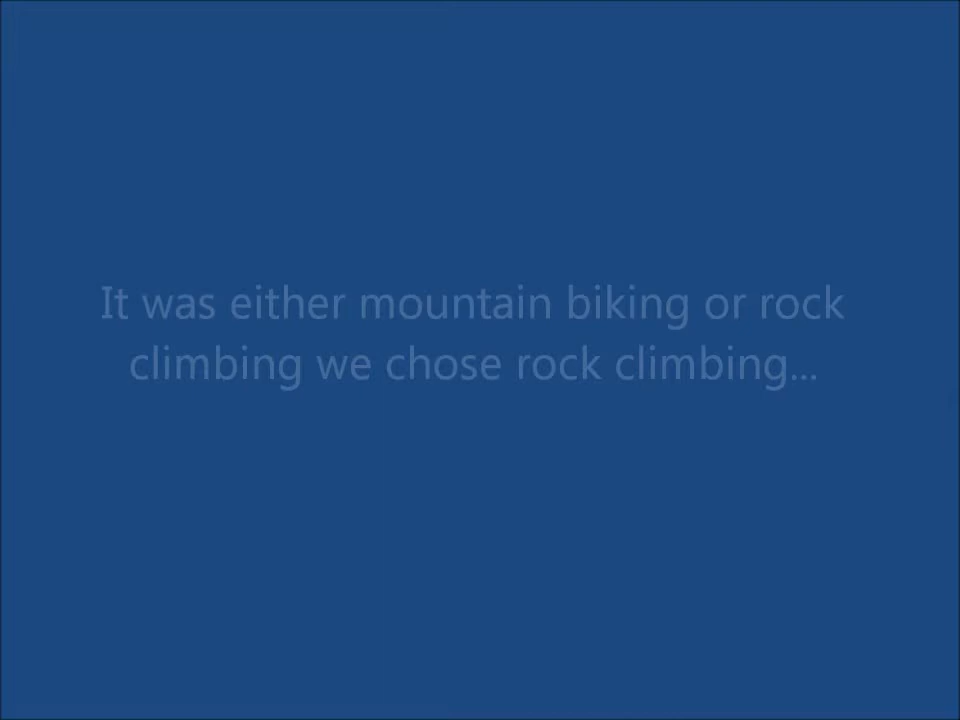 It was either mountain biking or rock
climbing we chose rock climbing...